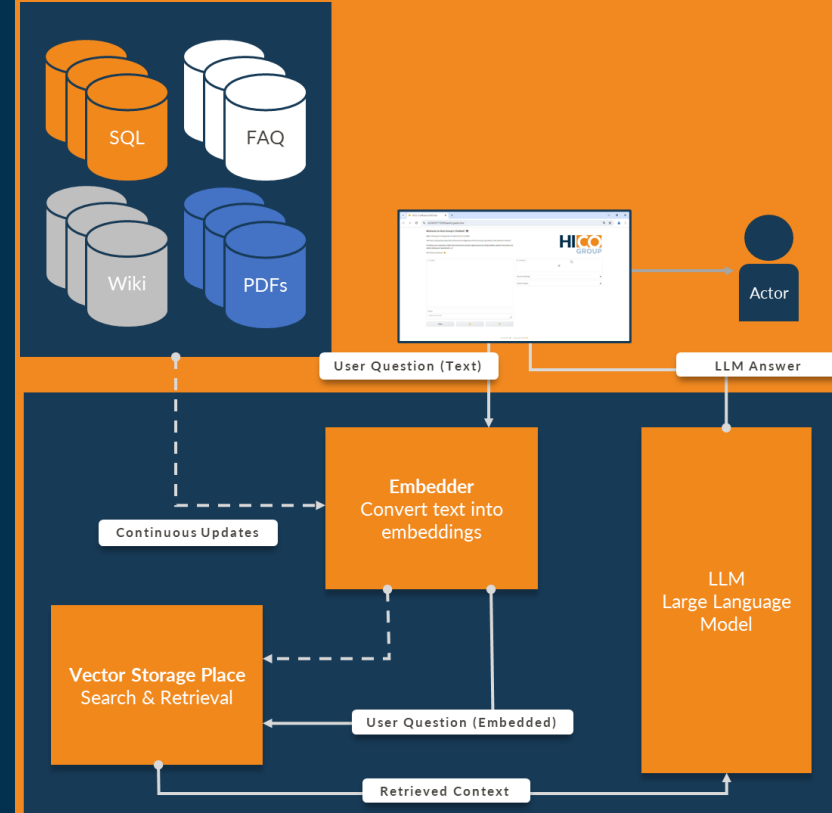 SQL
FAQ
Wiki
PDFs
HICO
GROUP
Actor
User Question (Text)
LLM Answer
Embedder
Convert text into
embeddings
Continuous Updates
LLM
Large Language
Model
Vector Storage Place
Search & Retrieval
User Question (Embedded)
Retrieved Context